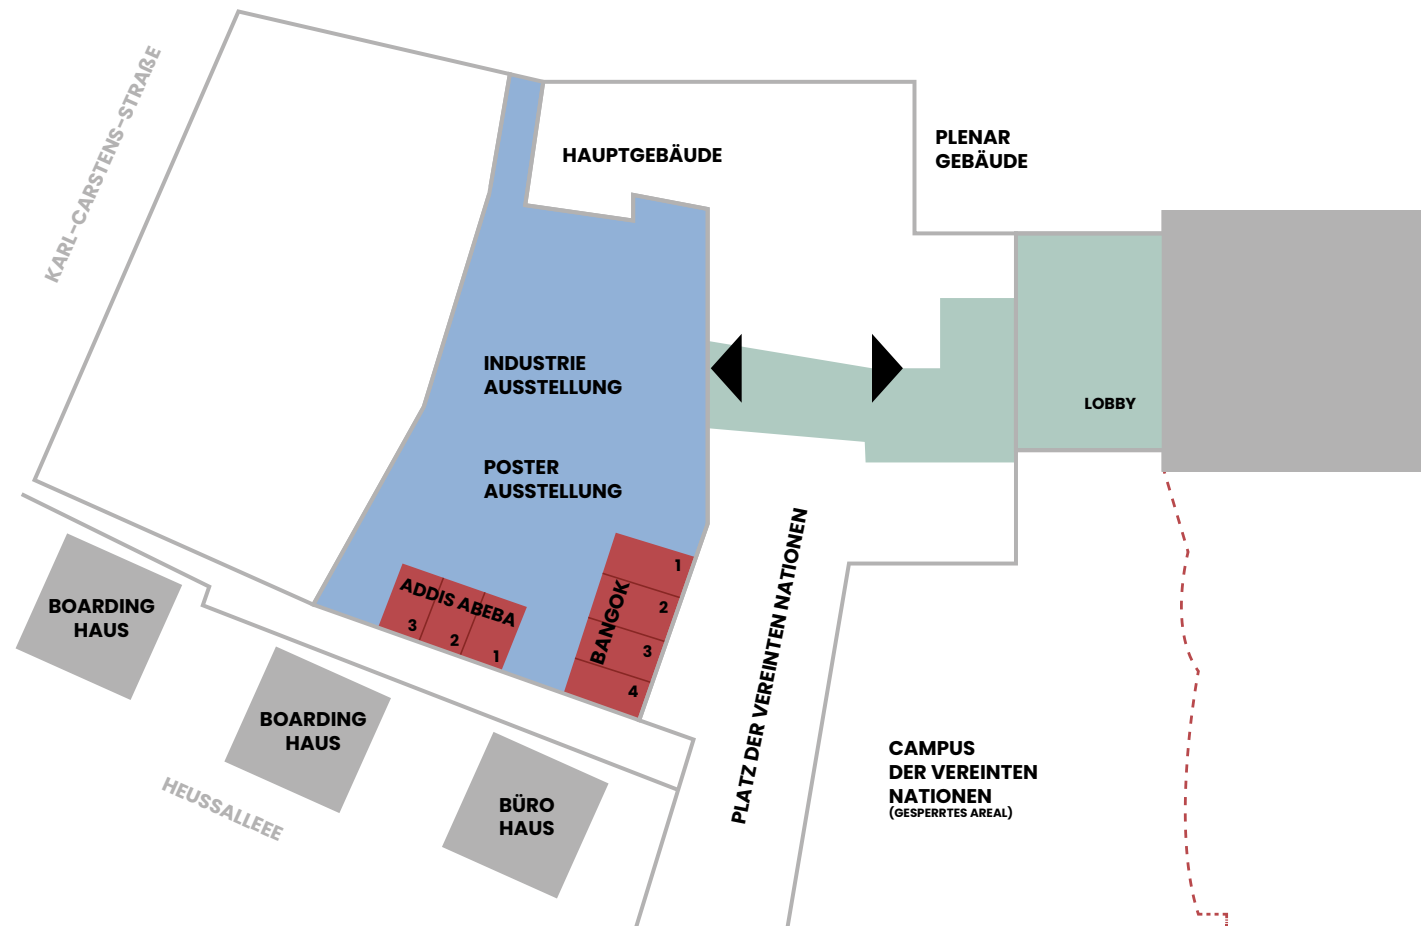 KARL-CARSTENS-STRAßE
HAUPTGEBÄUDE
PLENAR
GEBÄUDE
INDUSTRIE
AUSSTELLUNG
LOBBY
POSTER
AUSSTELLUNG
ADDIS ABEBA
3
2
1
BANGOK
1
2
3
4
PLATZ DER VEREINTEN NATIONEN
BOARDING
HAUS
BOARDING
HAUS
BÜRO
HAUS
HEUSSALLEEE
CAMPUS
DER VEREINTEN
NATIONEN
(GESPERRTES AREAL)